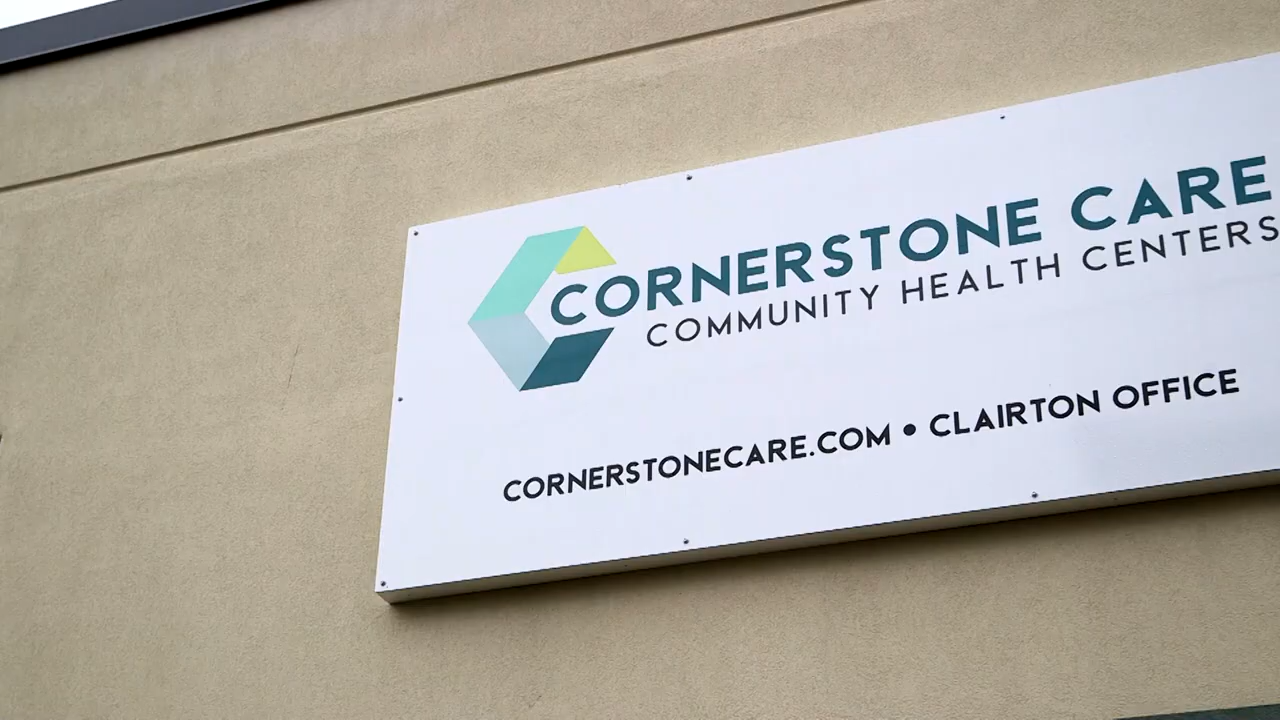 CORNERSTONE CARE
COMMUNITY HEALTH CENTERS
CORNERSTONECARE.COM • CLAIRTON OFFICE